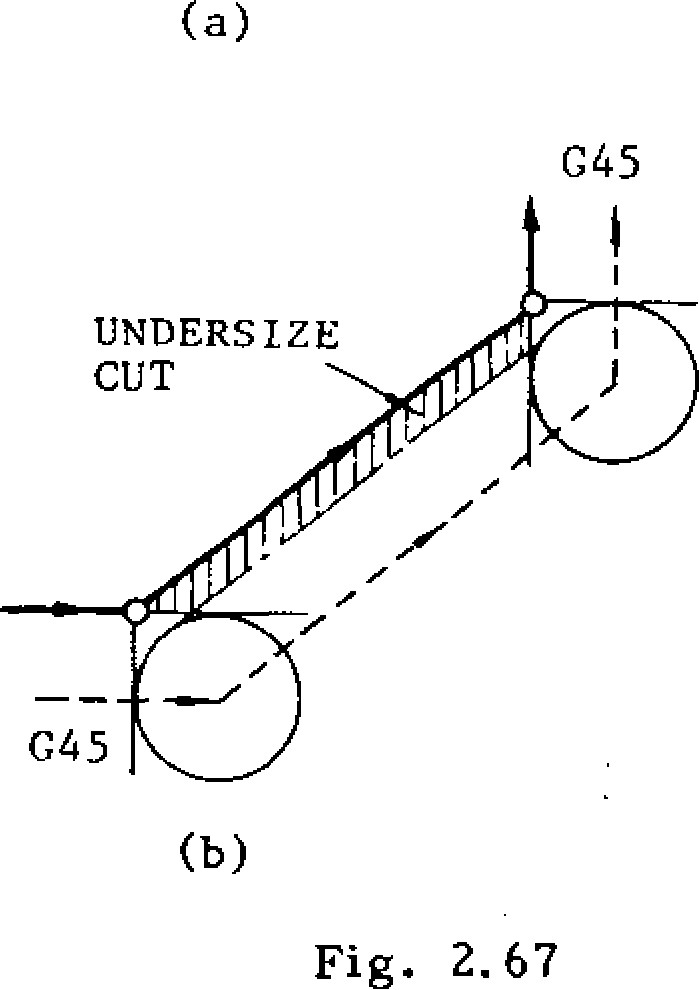 (a)
G45
UNDERSIZE
CUT
G45
(b)
Fig. 2.67